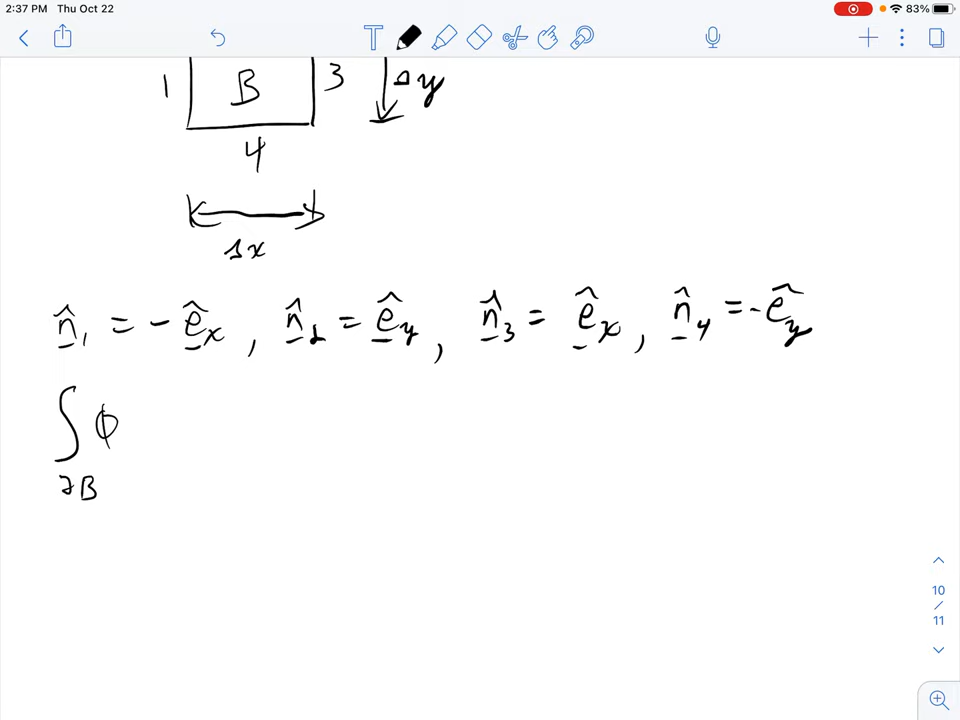 2:37 PM Thu Oct 22 83%
T
1 B 3 Δy
4
Δx
n̂₁ = - êₓ , n̂₂ = ê_y , n̂₃ = êₓ , n̂₄ = - ê_y
∫ φ
∂B
10
/
11